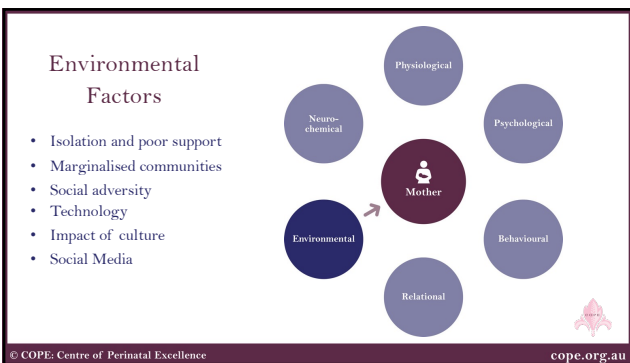 Environmental
Factors
• Isolation and poor support
• Marginalised communities
• Social adversity
• Technology
• Impact of culture
• Social Media
Physiological
Neuro-
chemical
Psychological
Mother
Environmental
Behavioural
Relational
COPE
© COPE: Centre of Perinatal Excellence
cope.org.au